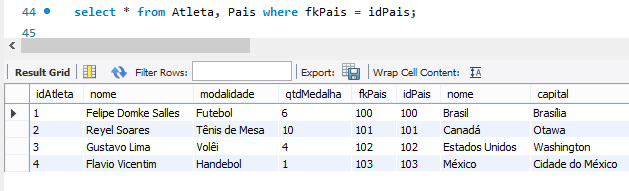 44 select * from Atleta, Pais where fkPais = idPais;
45
Result Grid Filter Rows: Export: Wrap Cell Content: IA
idAtleta nome modalidade qtdMedalha fkPais idPais nome capital
1 Felipe Domke Salles Futebol 6 100 100 Brasil Brasília
2 Reyel Soares Tênis de Mesa 10 101 101 Canadá Otawa
3 Gustavo Lima Volêi 4 102 102 Estados Unidos Washington
4 Flavio Vicentim Handebol 1 103 103 México Cidade do México